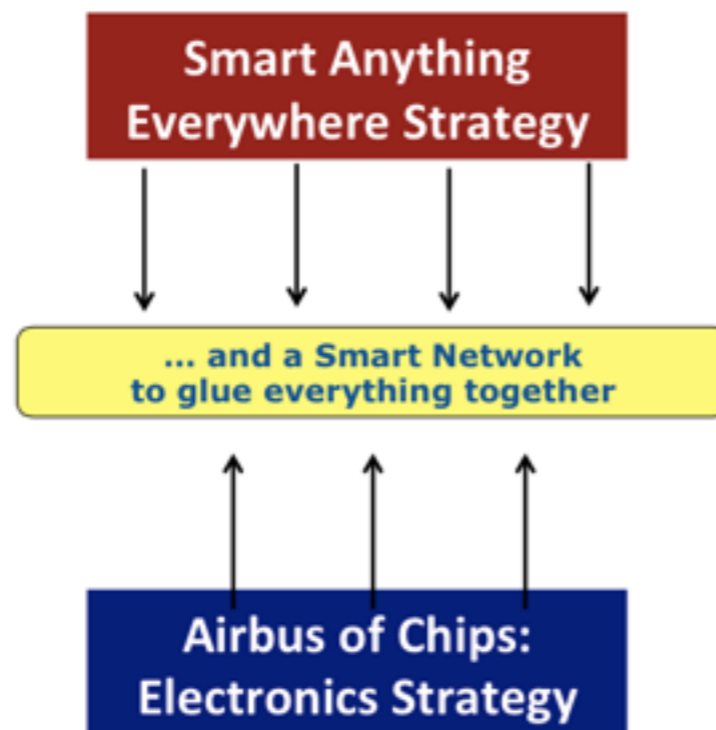 Smart Anything
Everywhere Strategy
... and a Smart Network
to glue everything together
Airbus of Chips:
Electronics Strategy